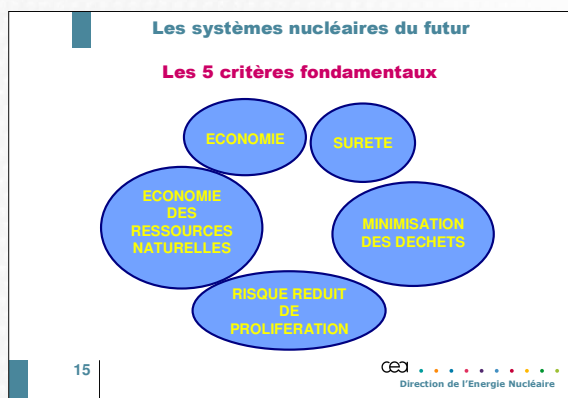 Les systèmes nucléaires du futur
Les 5 critères fondamentaux
ECONOMIE
SURETE
ECONOMIE
DES
RESSOURCES
NATURELLES
MINIMISATION
DES DECHETS
RISQUE REDUIT
DE
PROLIFERATION
15
cea
Direction de l'Energie Nucléaire